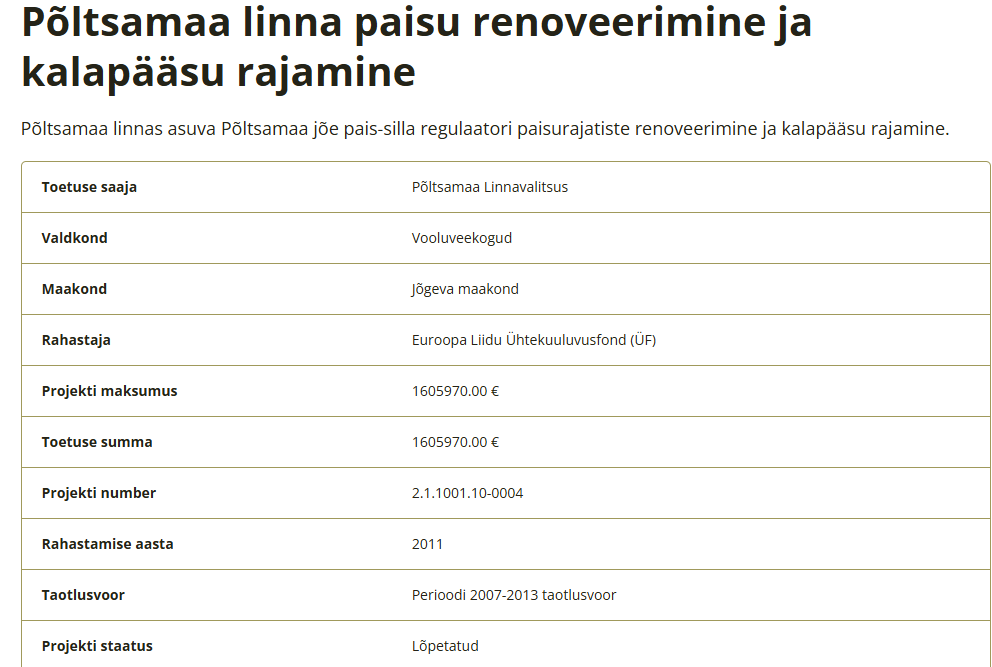 Põltsamaa linna paisu renoveerimine ja
kalapääsu rajamine
Põltsamaa linnas asuva Põltsamaa jõe pais-silla regulaatori paisurajatiste renoveerimine ja kalapääsu rajamine.
Toetuse saaja Põltsamaa Linnavalitsus
Valdkond Vooluveekogud
Maakond Jõgeva maakond
Rahastaja Euroopa Liidu Ühtekuuluvusfond (ÜF)
Projekti maksumus 1605970.00 €
Toetuse summa 1605970.00 €
Projekti number 2.1.1001.10-0004
Rahastamise aasta 2011
Taotlusvoor Perioodi 2007-2013 taotlusvoor
Projekti staatus Lõpetatud